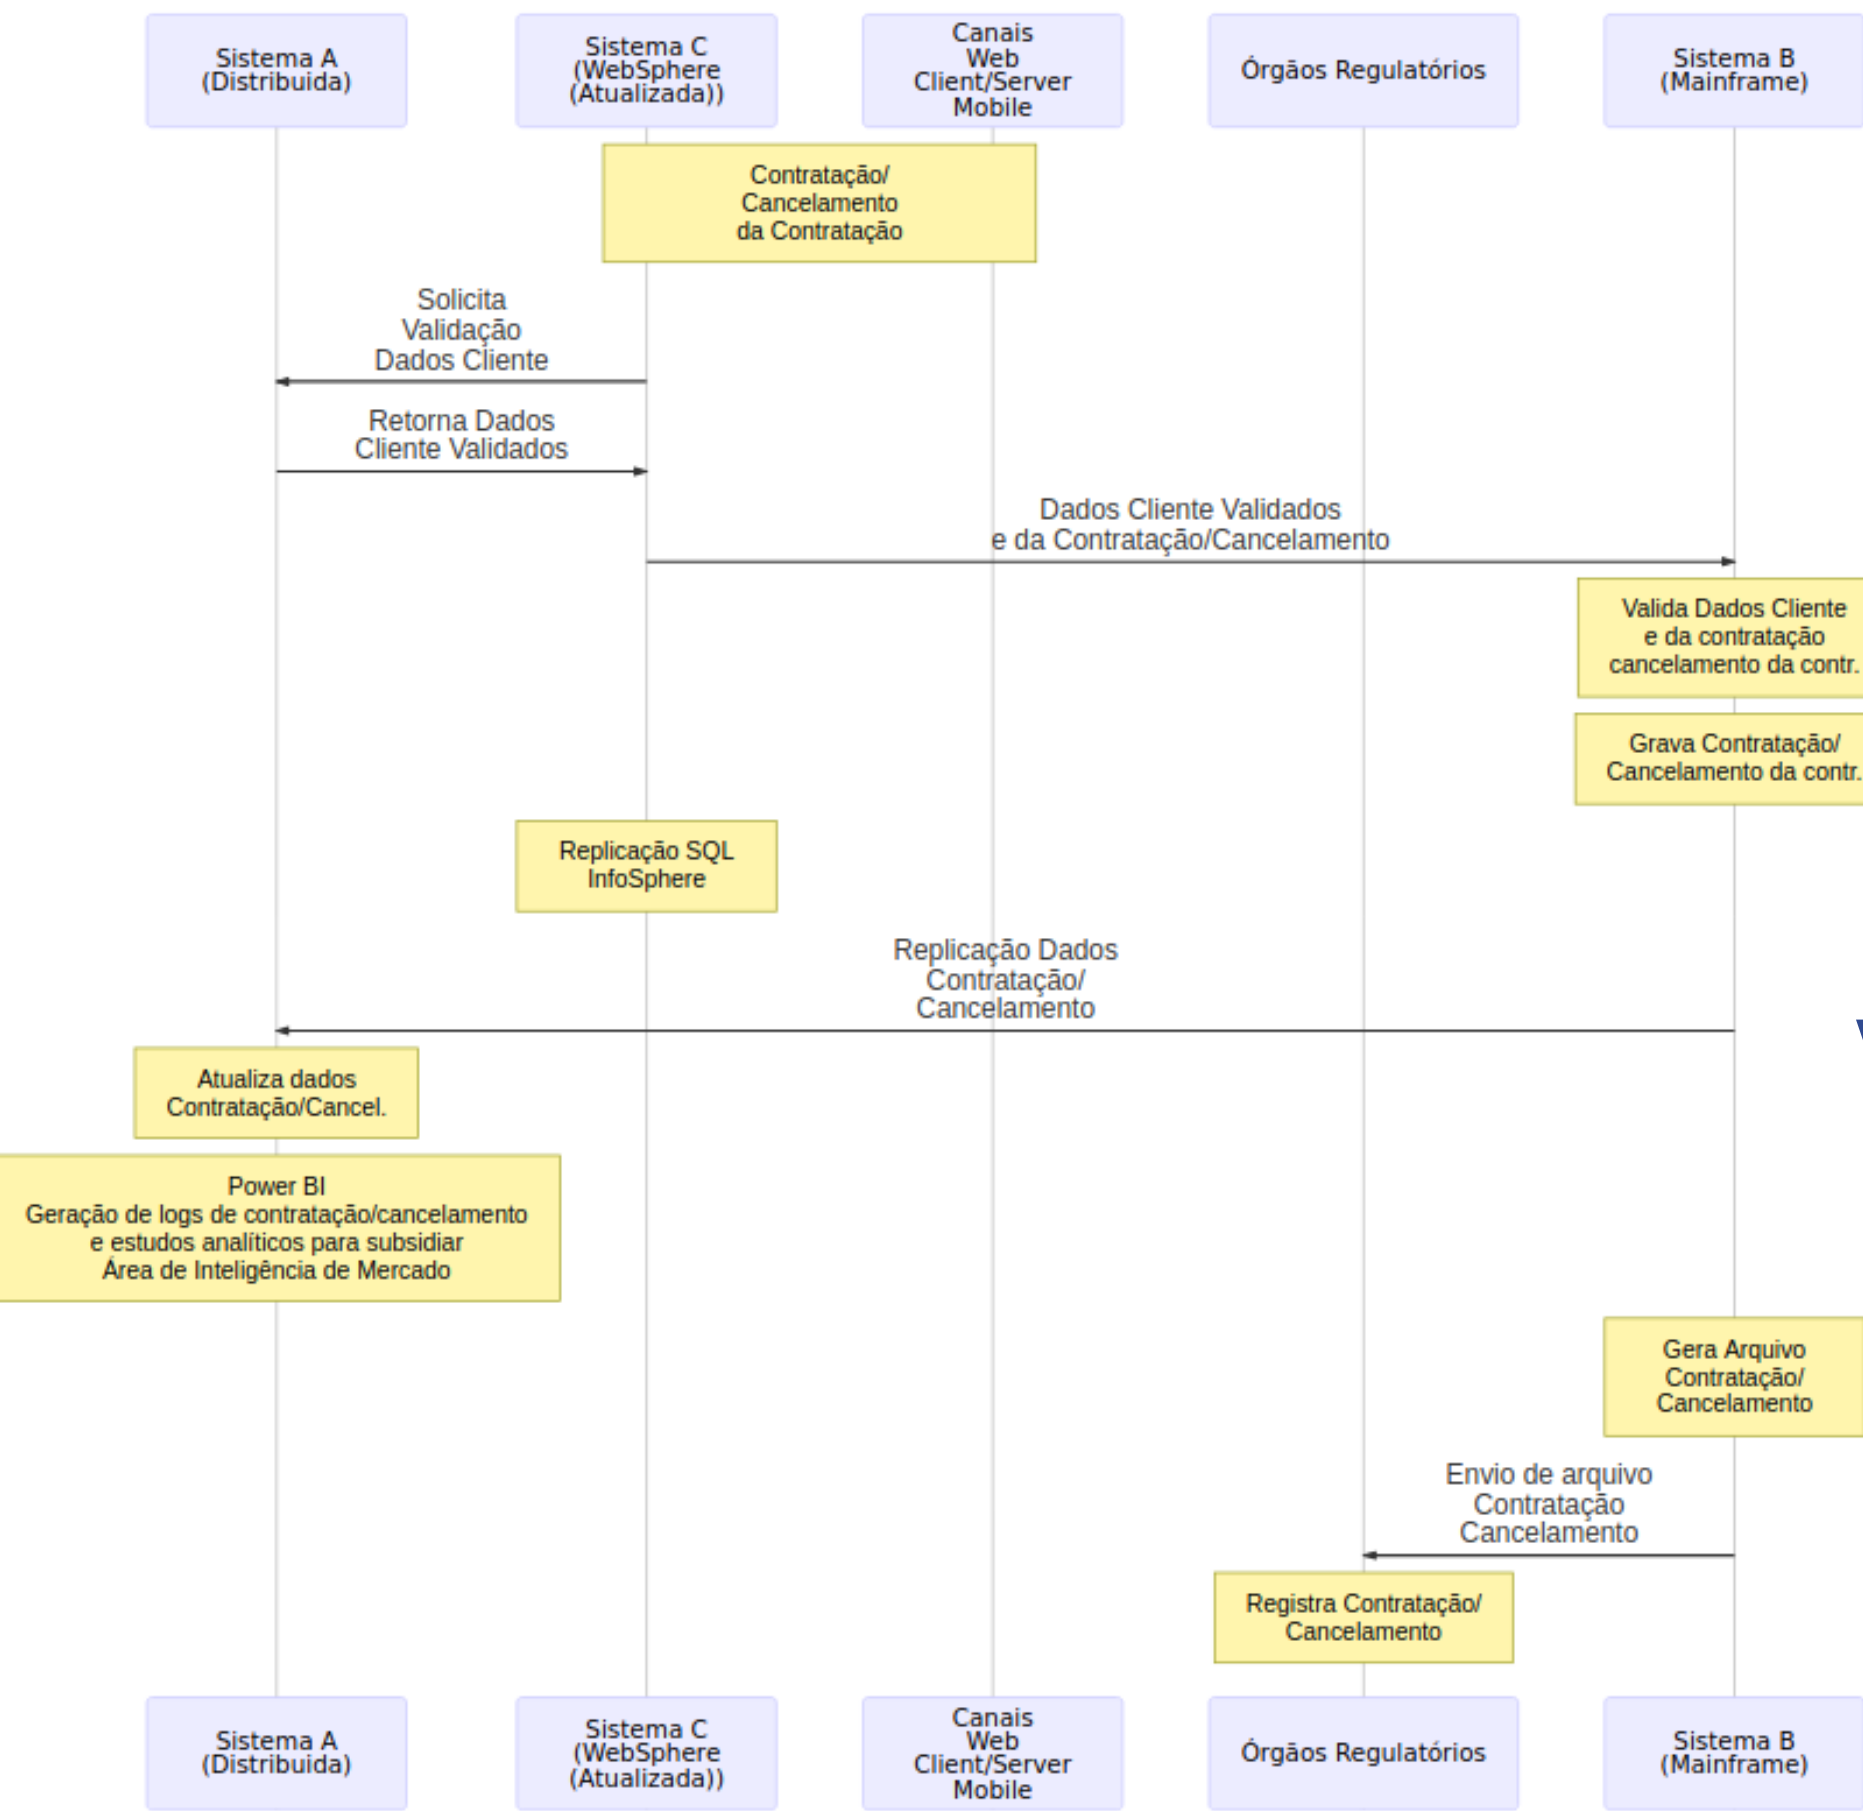 Sistema A
(Distribuida)
Sistema C
(WebSphere
(Atualizada))
Canais
Web
Client/Server
Mobile
Órgãos Regulatórios
Sistema B
(Mainframe)
Contratação/
Cancelamento
da Contratação
Solicita
Validação
Dados Cliente
Retorna Dados
Cliente Validados
Dados Cliente Validados
e da Contratação/Cancelamento
Valida Dados Cliente
e da contratação
cancelamento da contr.
Grava Contratação/
Cancelamento da contr.
Replicação SQL
InfoSphere
Replicação Dados
Contratação/
Cancelamento
Atualiza dados
Contratação/Cancel.
Power BI
Geração de logs de contratação/cancelamento
e estudos analíticos para subsidiar
Área de Inteligência de Mercado
Gera Arquivo
Contratação/
Cancelamento
Envio de arquivo
Contratação
Cancelamento
Registra Contratação/
Cancelamento
Sistema A
(Distribuida)
Sistema C
(WebSphere
(Atualizada))
Canais
Web
Client/Server
Mobile
Órgãos Regulatórios
Sistema B
(Mainframe)